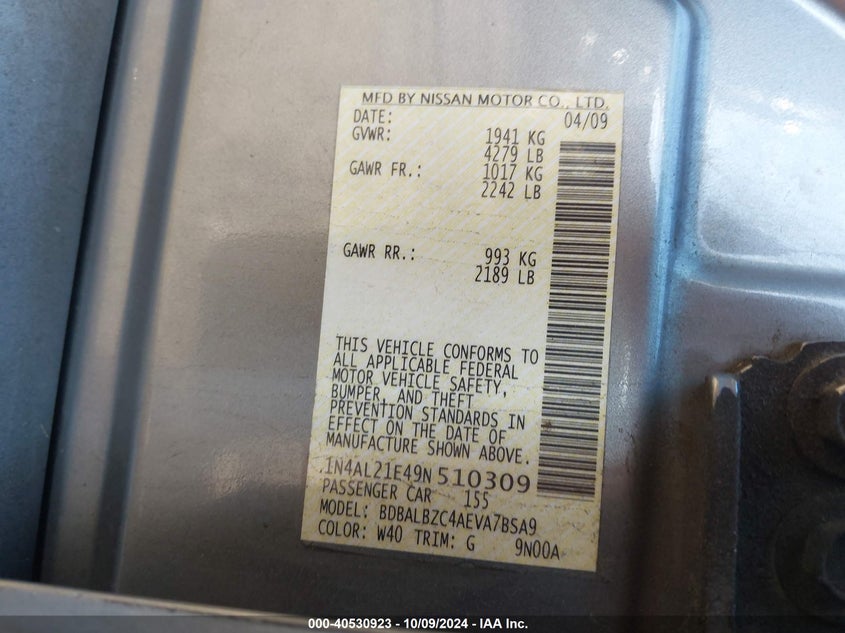 MFD BY NISSAN MOTOR CO., LTD.
DATE: 04/09
GVWR: 1941 KG
4279 LB
GAWR FR.: 1017 KG
2242 LB
GAWR RR.: 993 KG
2189 LB
THIS VEHICLE CONFORMS TO
ALL APPLICABLE FEDERAL
MOTOR VEHICLE SAFETY,
BUMPER, AND THEFT
PREVENTION STANDARDS IN
EFFECT ON THE DATE OF
MANUFACTURE SHOWN ABOVE.
1N4AL21E49N510309
PASSENGER CAR 155
MODEL: BDBALBZC4AEVA7BSA9
COLOR: W40 TRIM: G 9N00A
000-40530923 - 10/09/2024 - IAA Inc.